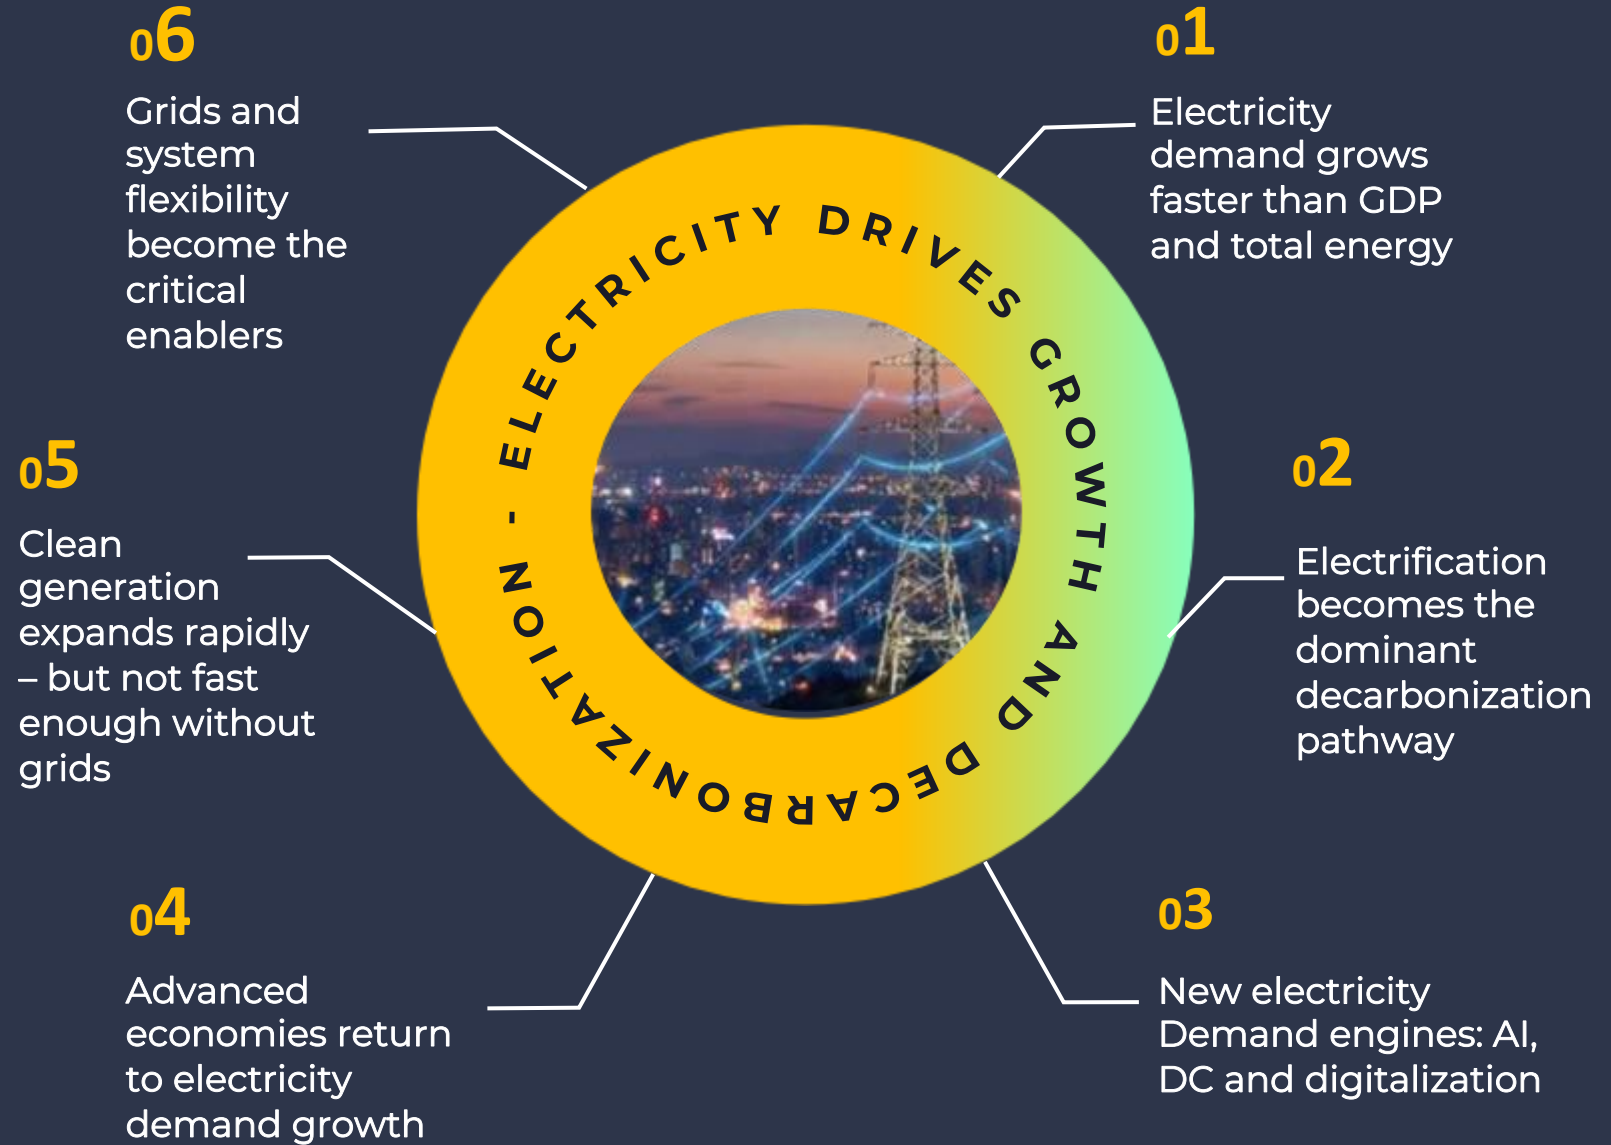 ELECTRICITY DRIVES GROWTH AND DECARBONIZATION -
01
Electricity
demand grows
faster than GDP
and total energy
02
Electrification
becomes the
dominant
decarbonization
pathway
03
New electricity
Demand engines: AI,
DC and digitalization
04
Advanced
economies return
to electricity
demand growth
05
Clean
generation
expands rapidly
– but not fast
enough without
grids
06
Grids and
system
flexibility
become the
critical
enablers